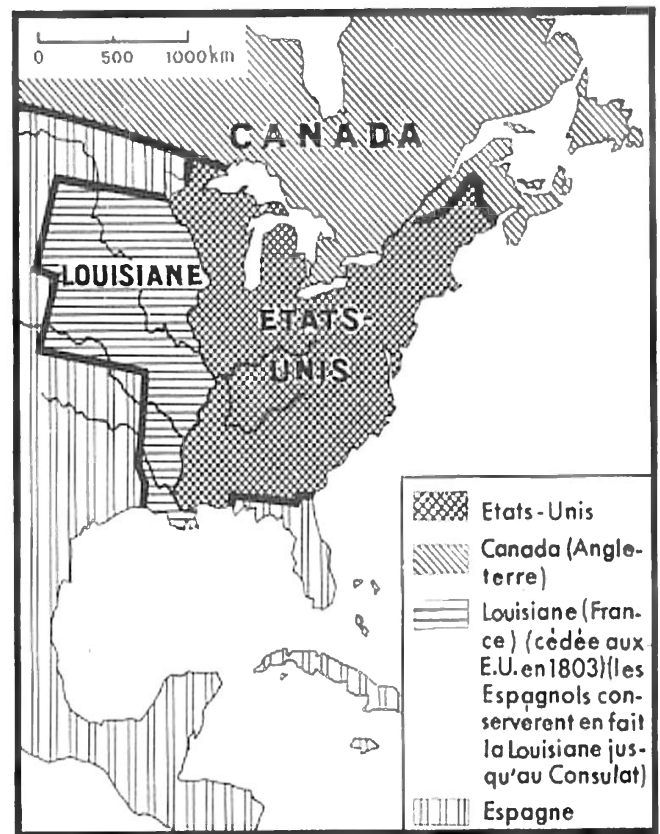 0 500 1000km
CANADA
LOUISIANE
ETATS-
UNIS
Etats-Unis
Canada (Angle-
terre)
Louisiane (Fran-
ce) (cédée aux
E.U. en 1803) (les
Espagnols con-
servèrent en fait
la Louisiane jus-
qu'au Consulat)
Espagne